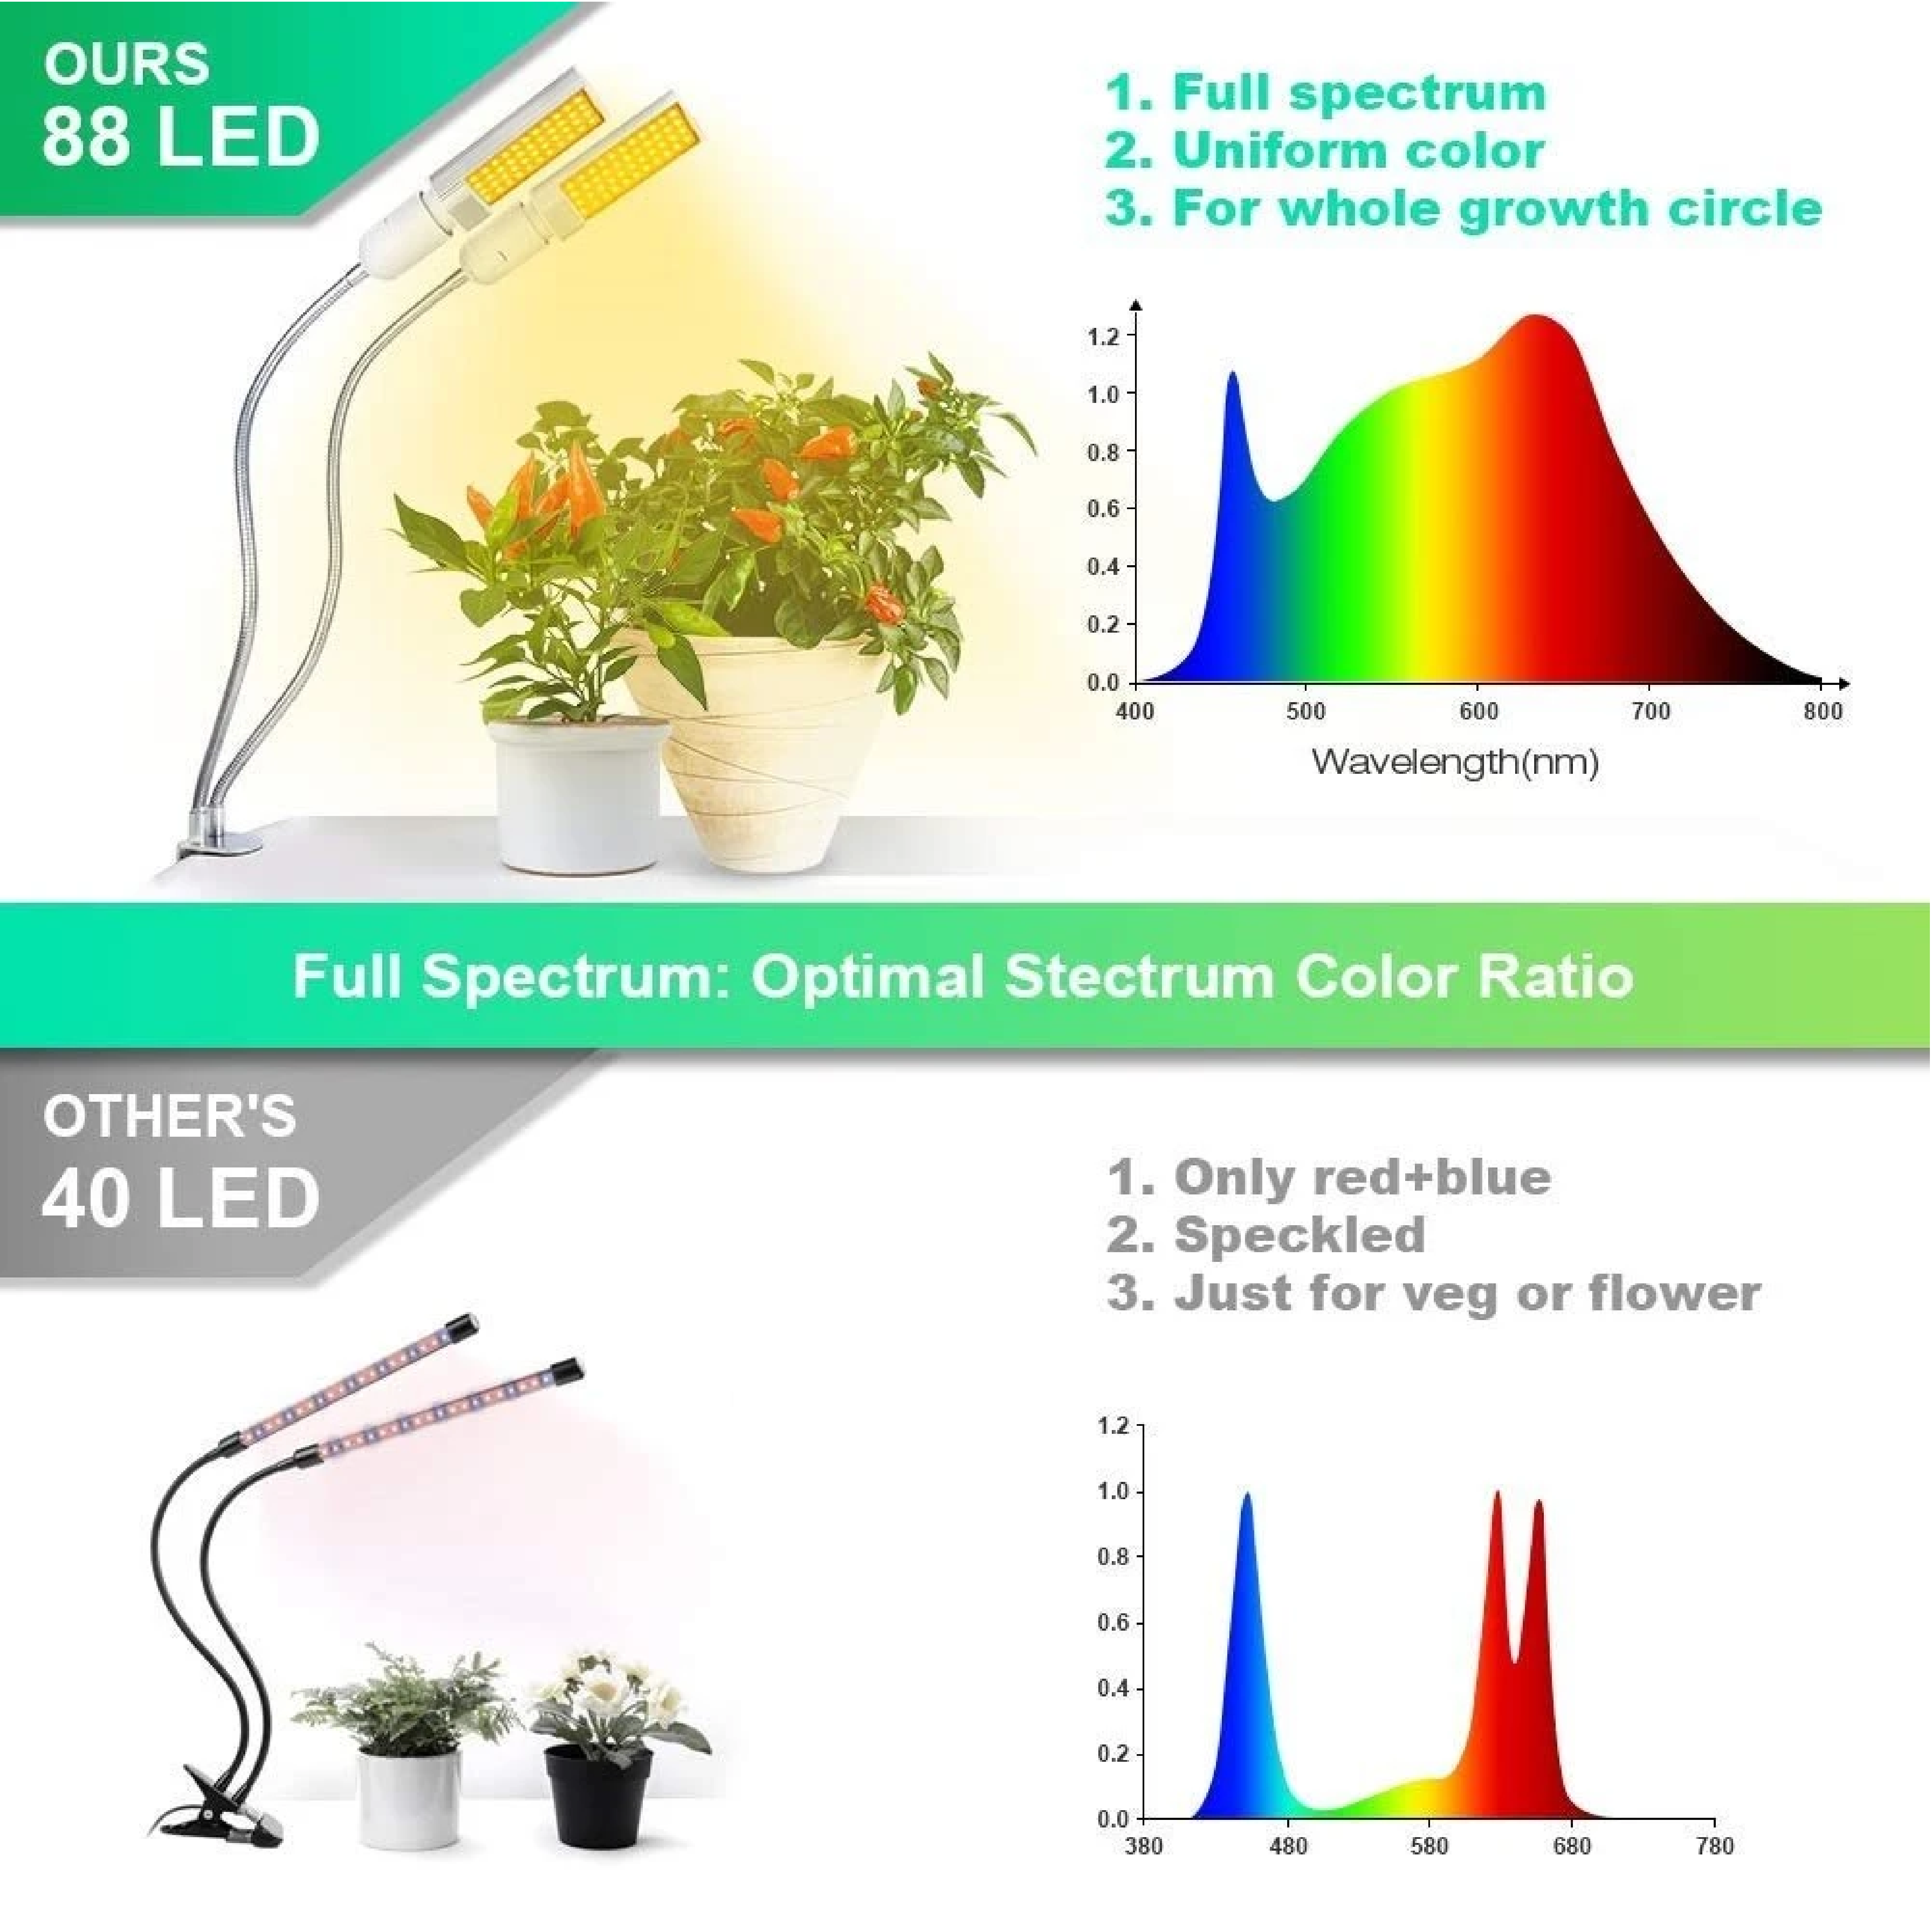 OURS
88 LED
1. Full spectrum
2. Uniform color
3. For whole growth circle
1.2
1.0
0.8
0.6
0.4
0.2
0.0
400 500 600 700 800
Wavelength(nm)
Full Spectrum: Optimal Stectrum Color Ratio
OTHER'S
40 LED
1. Only red+blue
2. Speckled
3. Just for veg or flower
1.2
1.0
0.8
0.6
0.4
0.2
0.0
380 480 580 680 780